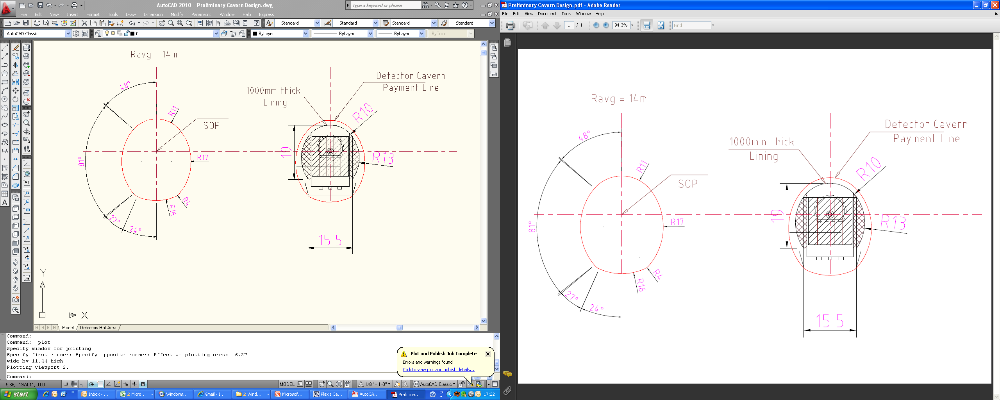 AutoCAD 2010 Preliminary Cavern Design.dwg
Type a keyword or phrase
File Edit View Insert Format Tools Draw Dimension Modify Parametric Window Help Express
Standard Standard Standard Standard
AutoCAD Classic 0 ByLayer ByLayer ByLayer ByColor
Ravg = 14m
48°
R11
SOP
81°
R17
R4
R16
27°
24°
1000mm thick
Lining
Detector Cavern
Payment Line
R10
19
R13
15.5
Y
X
Model Detectors Hall Area
Command:
Command: _plot
Specify window for printing
Specify first corner: Specify opposite corner: Effective plotting area: 6.27
wide by 11.44 high
Plotting viewport 2.
Command:
Plot and Publish Job Complete
Errors and warnings found
Click to view plot and publish details...
-5.66, 1974.11, 0.00 MODEL 1/8" = 1'-0" AutoCAD Classic
start Inbox - ... 2 Micro... Windows... Gmail - I... 2 Wind... Microsof... Plaxis Ca... AutoCA... Prelimina... 17:22
Preliminary Cavern Design.pdf - Adobe Reader
File Edit View Document Tools Window Help
1 / 1 94.3% Find
Ravg = 14m
48°
R11
SOP
81°
R17
R4
R16
27°
24°
1000mm thick
Lining
Detector Cavern
Payment Line
R10
19
R13
15.5